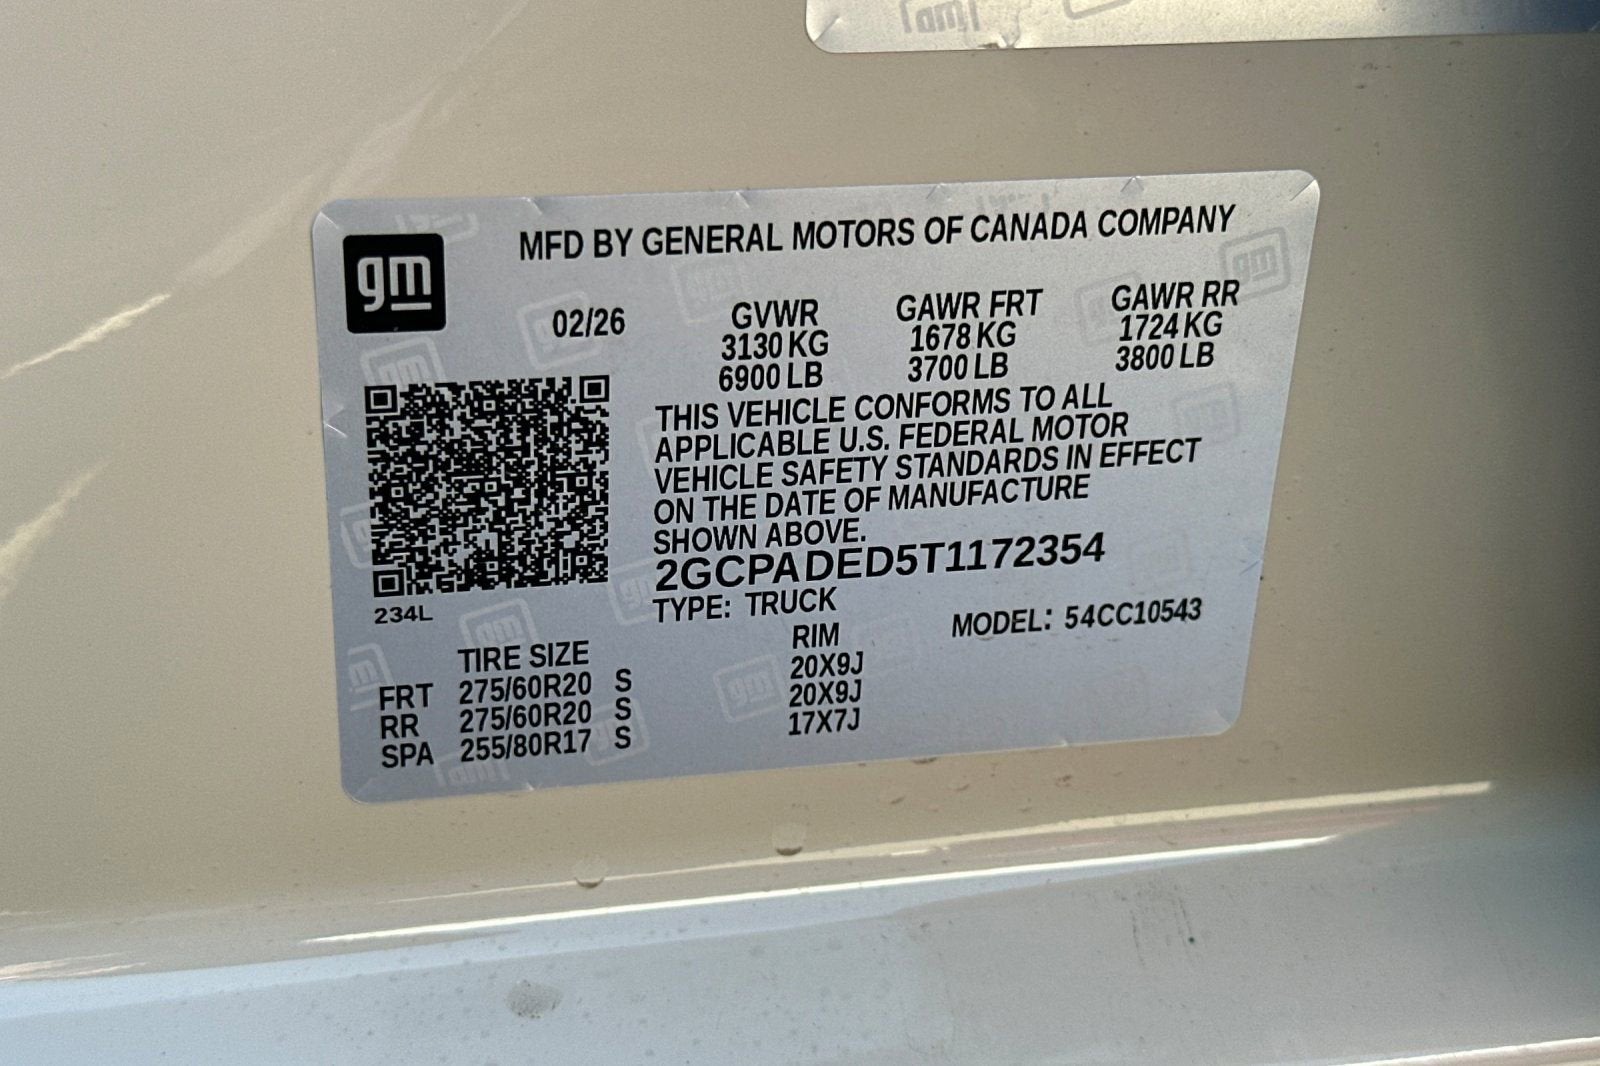 gm
MFD BY GENERAL MOTORS OF CANADA COMPANY
02/26
GVWR GAWR FRT GAWR RR
3130 KG 1678 KG 1724 KG
6900 LB 3700 LB 3800 LB
THIS VEHICLE CONFORMS TO ALL
APPLICABLE U.S. FEDERAL MOTOR
VEHICLE SAFETY STANDARDS IN EFFECT
ON THE DATE OF MANUFACTURE
SHOWN ABOVE.
2GCPADED5T1172354
234L
TYPE: TRUCK MODEL: 54CC10543
TIRE SIZE RIM
FRT 275/60R20 S 20X9J
RR 275/60R20 S 20X9J
SPA 255/80R17 S 17X7J